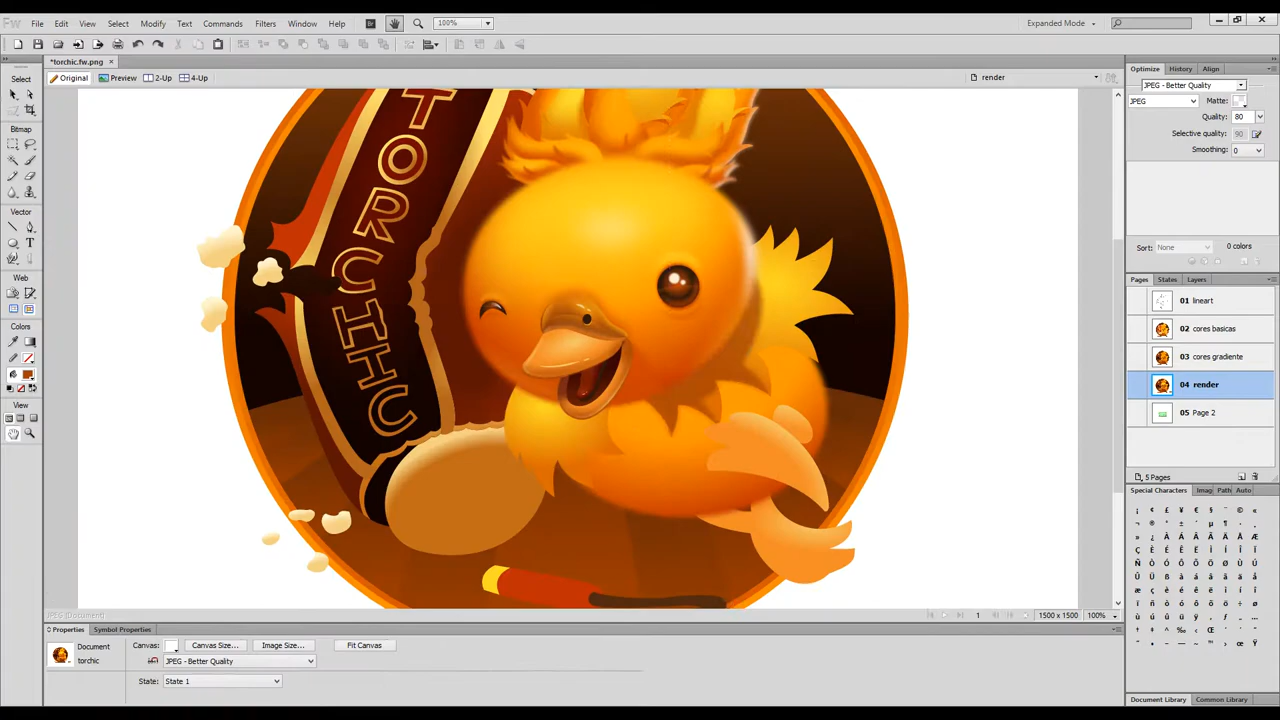 Fw File Edit View Select Modify Text Commands Filters Window Help Br 100% Expanded Mode
*torchic.fw.png
Original Preview 2-Up 4-Up render
Select
Bitmap
Vector
Web
Colors
View
TORCHIC
Optimize History Align
JPEG - Better Quality
JPEG Matte:
Quality: 80
Selective quality: 90
Smoothing: 0
Sort: None 0 colors
Pages States Layers
01 lineart
02 cores basicas
03 cores gradiente
04 render
05 Page 2
5 Pages
Special Characters Imag Path Auto
JPEG (Document) 1 1500 x 1500 100%
Properties Symbol Properties
Document Canvas: Canvas Size... Image Size... Fit Canvas
torchic JPEG - Better Quality
State: State 1
Document Library Common Library